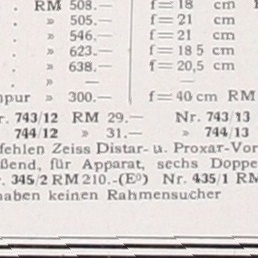 . RM 508.— f = 18 cm
. » 505.— f = 21 cm
. » 546.— f = 21 cm
. » 623.— f = 18 5 cm
. » 638.— f = 20,5 cm
» — f = — cm
pur » 300.— f = 40 cm RM
r. 743/12 RM 29.— Nr. 743/13
744/12 » 31.— » 744/13
fehlen Zeiss Distar- u. Proxar-Vor
ßend, für Apparat, sechs Doppe
r. 345/2 RM 210.-(E⁰) Nr. 435/1 RM
haben keinen Rahmensucher